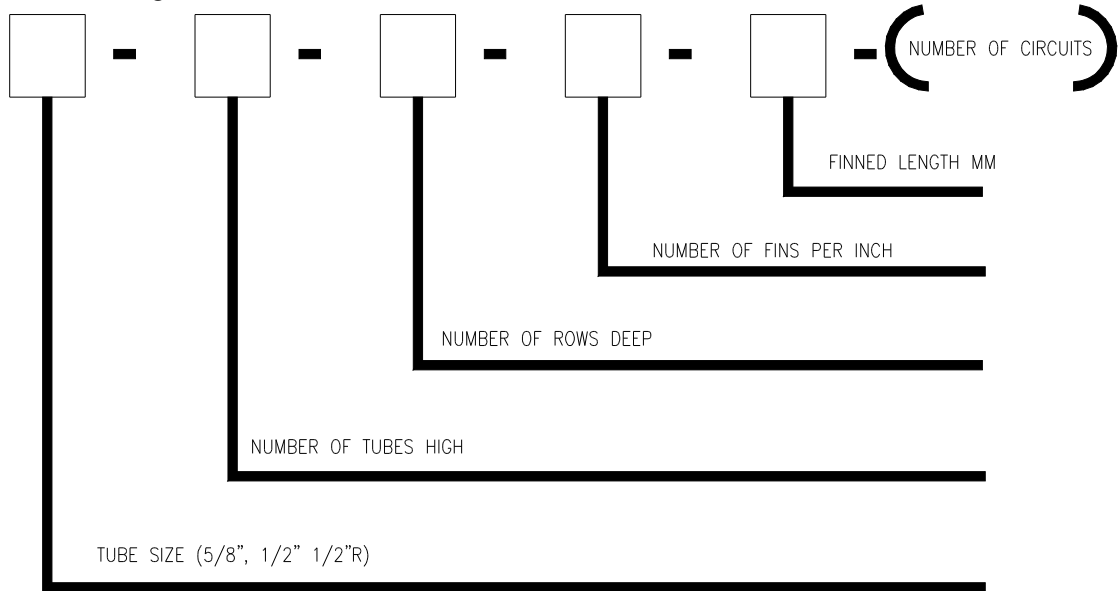 NUMBER OF CIRCUITS
FINNED LENGTH MM
NUMBER OF FINS PER INCH
NUMBER OF ROWS DEEP
NUMBER OF TUBES HIGH
TUBE SIZE (5/8", 1/2" 1/2"R)